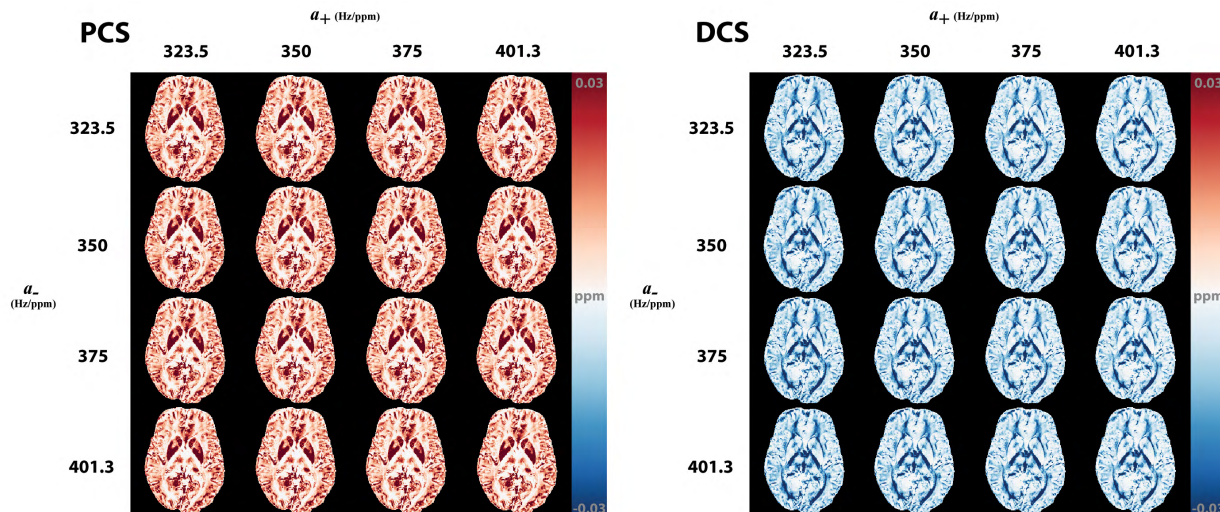 PCS
a+ (Hz/ppm)
323.5 350 375 401.3
323.5
350
375
401.3
a-
(Hz/ppm)
0.03
ppm
-0.03
DCS
a+ (Hz/ppm)
323.5 350 375 401.3
323.5
350
375
401.3
a-
(Hz/ppm)
0.03
ppm